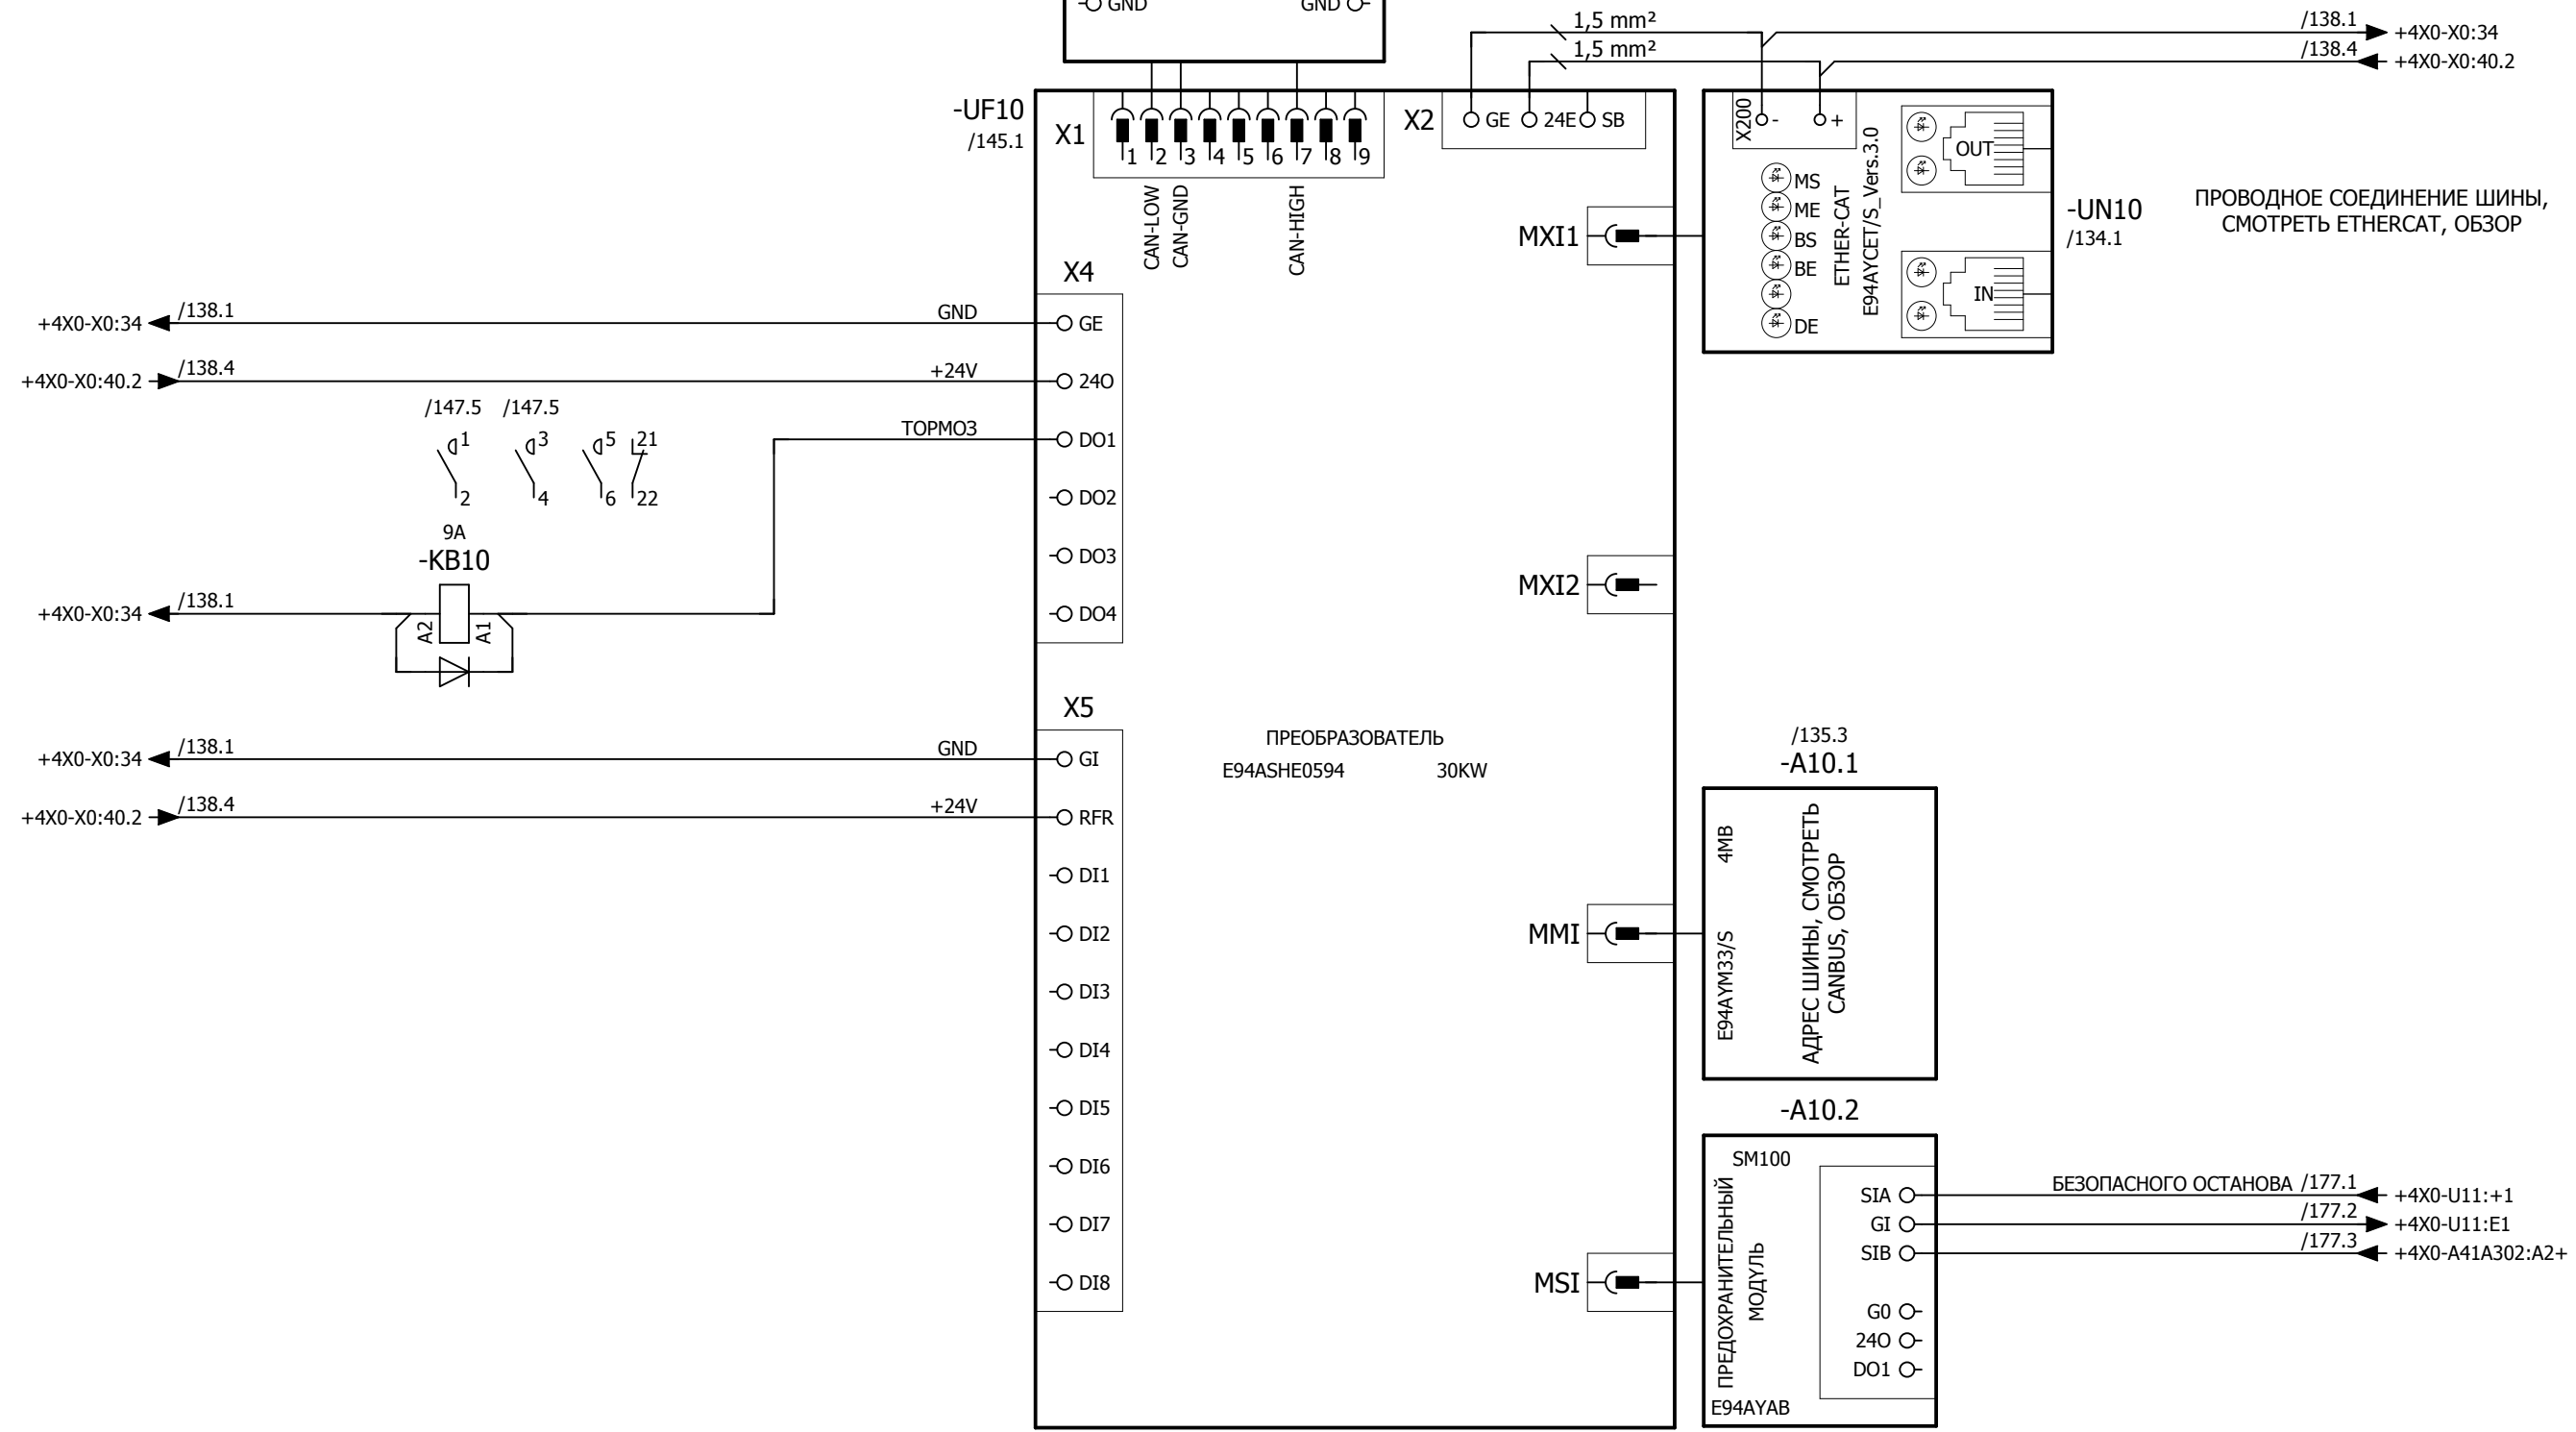 GND
GND
1,5 mm²
/138.1
+4X0-X0:34
1,5 mm²
/138.4
+4X0-X0:40.2
-UF10
/145.1
X1
1
2
3
4
5
6
7
8
9
CAN-LOW
CAN-GND
CAN-HIGH
X2
GE
24E
SB
X200
-
+
MS
ME
BS
BE
DE
ETHER-CAT
E94AYCET/S_Vers.3.0
OUT
IN
-UN10
/134.1
ПРОВОДНОЕ СОЕДИНЕНИЕ ШИНЫ,
СМОТРЕТЬ ETHERCAT, ОБЗОР
MXI1
X4
+4X0-X0:34
/138.1
GND
GE
+4X0-X0:40.2
/138.4
+24V
24O
/147.5
/147.5
1
3
5
21
2
4
6
22
ТОРМОЗ
DO1
DO2
DO3
DO4
9A
-KB10
+4X0-X0:34
/138.1
A2
A1
MXI2
X5
+4X0-X0:34
/138.1
GND
GI
+4X0-X0:40.2
/138.4
+24V
RFR
DI1
DI2
DI3
DI4
DI5
DI6
DI7
DI8
ПРЕОБРАЗОВАТЕЛЬ
E94ASHE0594
30KW
MMI
/135.3
-A10.1
4MB
E94AYM33/S
АДРЕС ШИНЫ, СМОТРЕТЬ
CANBUS, ОБЗОР
-A10.2
MSI
SM100
ПРЕДОХРАНИТЕЛЬНЫЙ
МОДУЛЬ
E94AYAB
SIA
GI
SIB
G0
24O
DO1
БЕЗОПАСНОГО ОСТАНОВА
/177.1
+4X0-U11:+1
/177.2
+4X0-U11:E1
/177.3
+4X0-A41A302:A2+